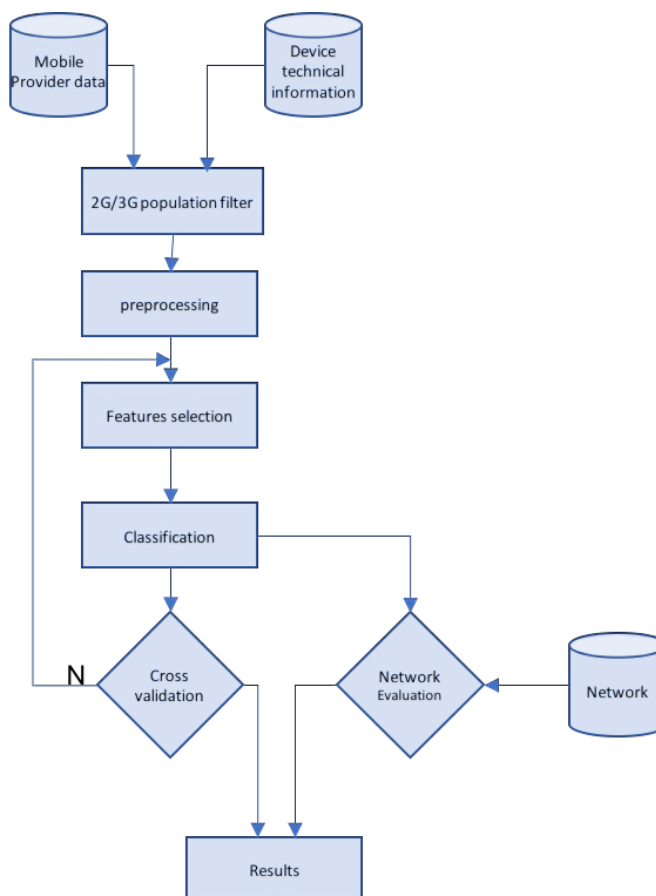 Mobile
Provider data
Device
technical
information
2G/3G population filter
preprocessing
Features selection
Classification
N
Cross
validation
Network
Evaluation
Network
Results